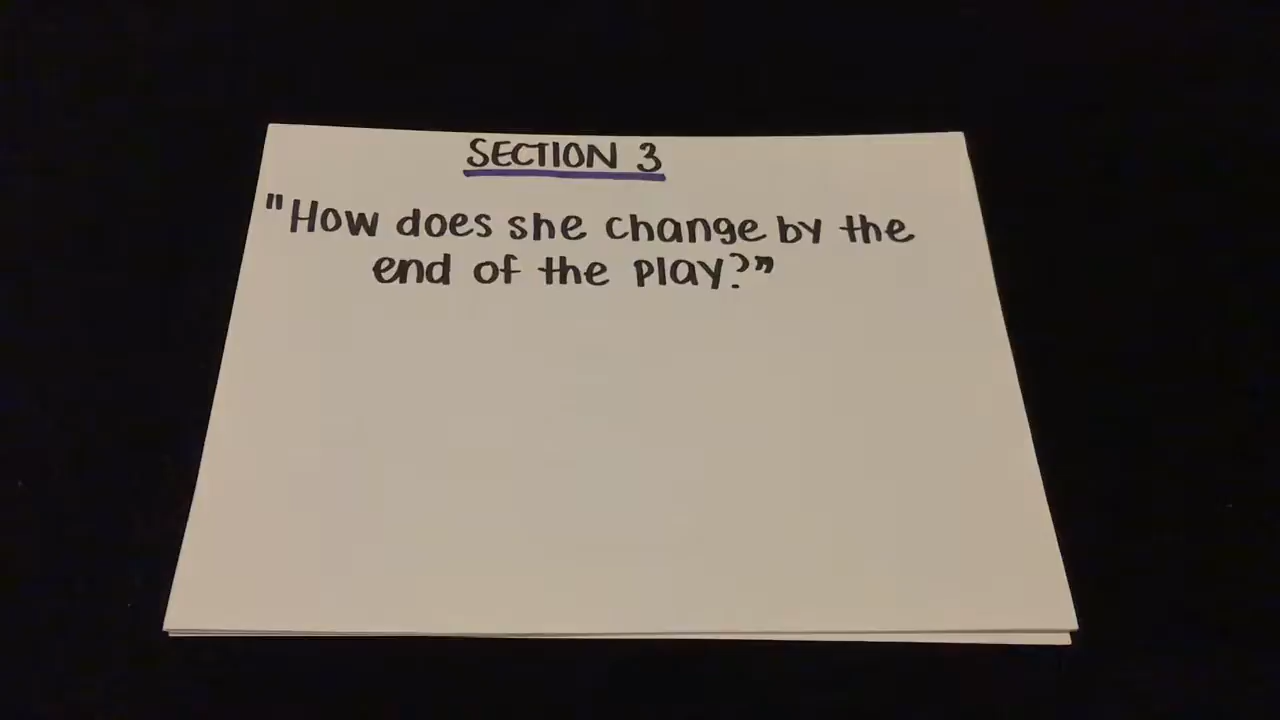 SECTION 3
"How does she change by the
end of the play?"